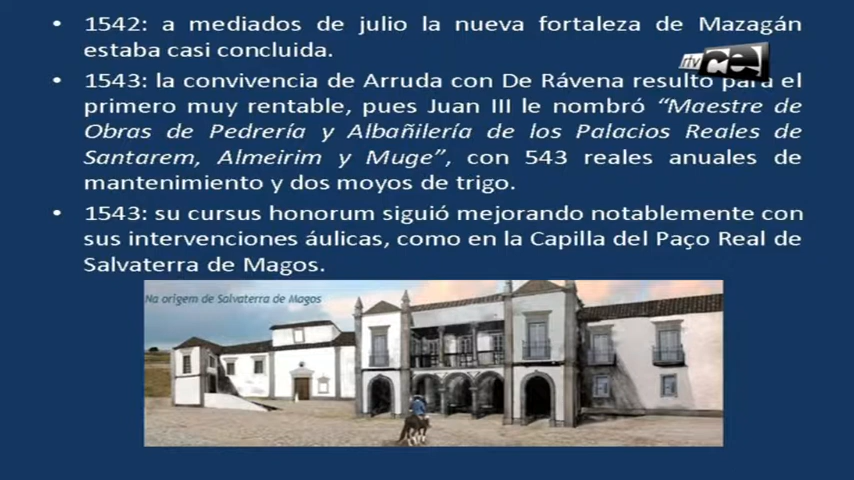 • 1542: a mediados de julio la nueva fortaleza de Mazagán
estaba casi concluida.
• 1543: la convivencia de Arruda con De Rávena resultó para el
primero muy rentable, pues Juan III le nombró “Maestre de
Obras de Pedrería y Albañilería de los Palacios Reales de
Santarem, Almeirim y Muge”, con 543 reales anuales de
mantenimiento y dos moyos de trigo.
• 1543: su cursus honorum siguió mejorando notablemente con
sus intervenciones áulicas, como en la Capilla del Paço Real de
Salvaterra de Magos.
Na origem de Salvaterra de Magos
rtv ceu